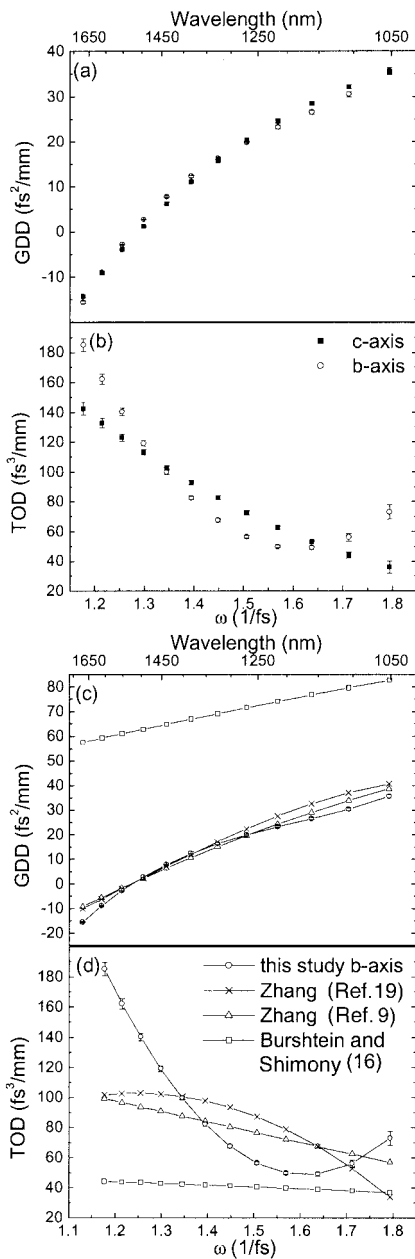 Wavelength (nm)
1650 1450 1250 1050
(a)
40
30
20
10
0
-10
GDD (fs²/mm)
(b)
c-axis
b-axis
180
160
140
120
100
80
60
40
20
TOD (fs³/mm)
1.2 1.3 1.4 1.5 1.6 1.7 1.8
ω (1/fs)
Wavelength (nm)
1650 1450 1250 1050
(c)
80
70
60
50
40
30
20
10
0
-10
-20
GDD (fs²/mm)
(d)
this study b-axis
Zhang (Ref.19)
Zhang (Ref.9)
Burshtein and
Shimony (16)
180
160
140
120
100
80
60
40
20
TOD (fs³/mm)
1.1 1.2 1.3 1.4 1.5 1.6 1.7 1.8
ω (1/fs)